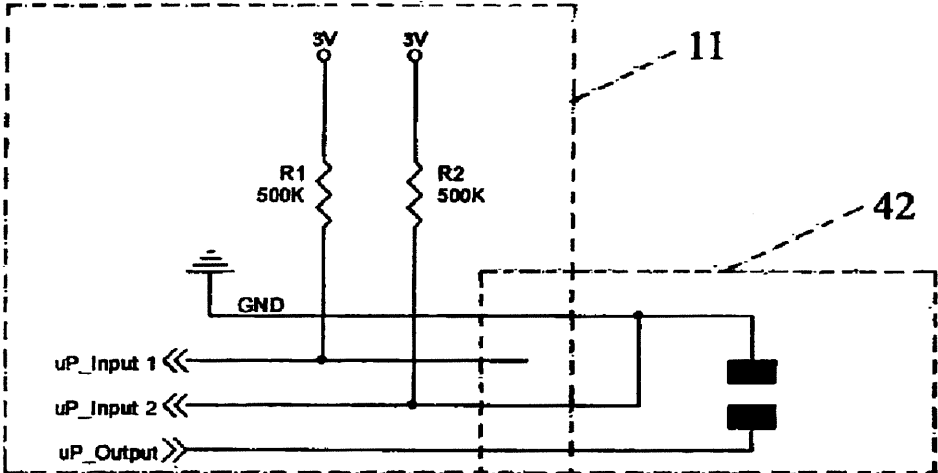 3V
3V
11
R1
500K
R2
500K
42
GND
uP_Input 1
uP_Input 2
uP_Output